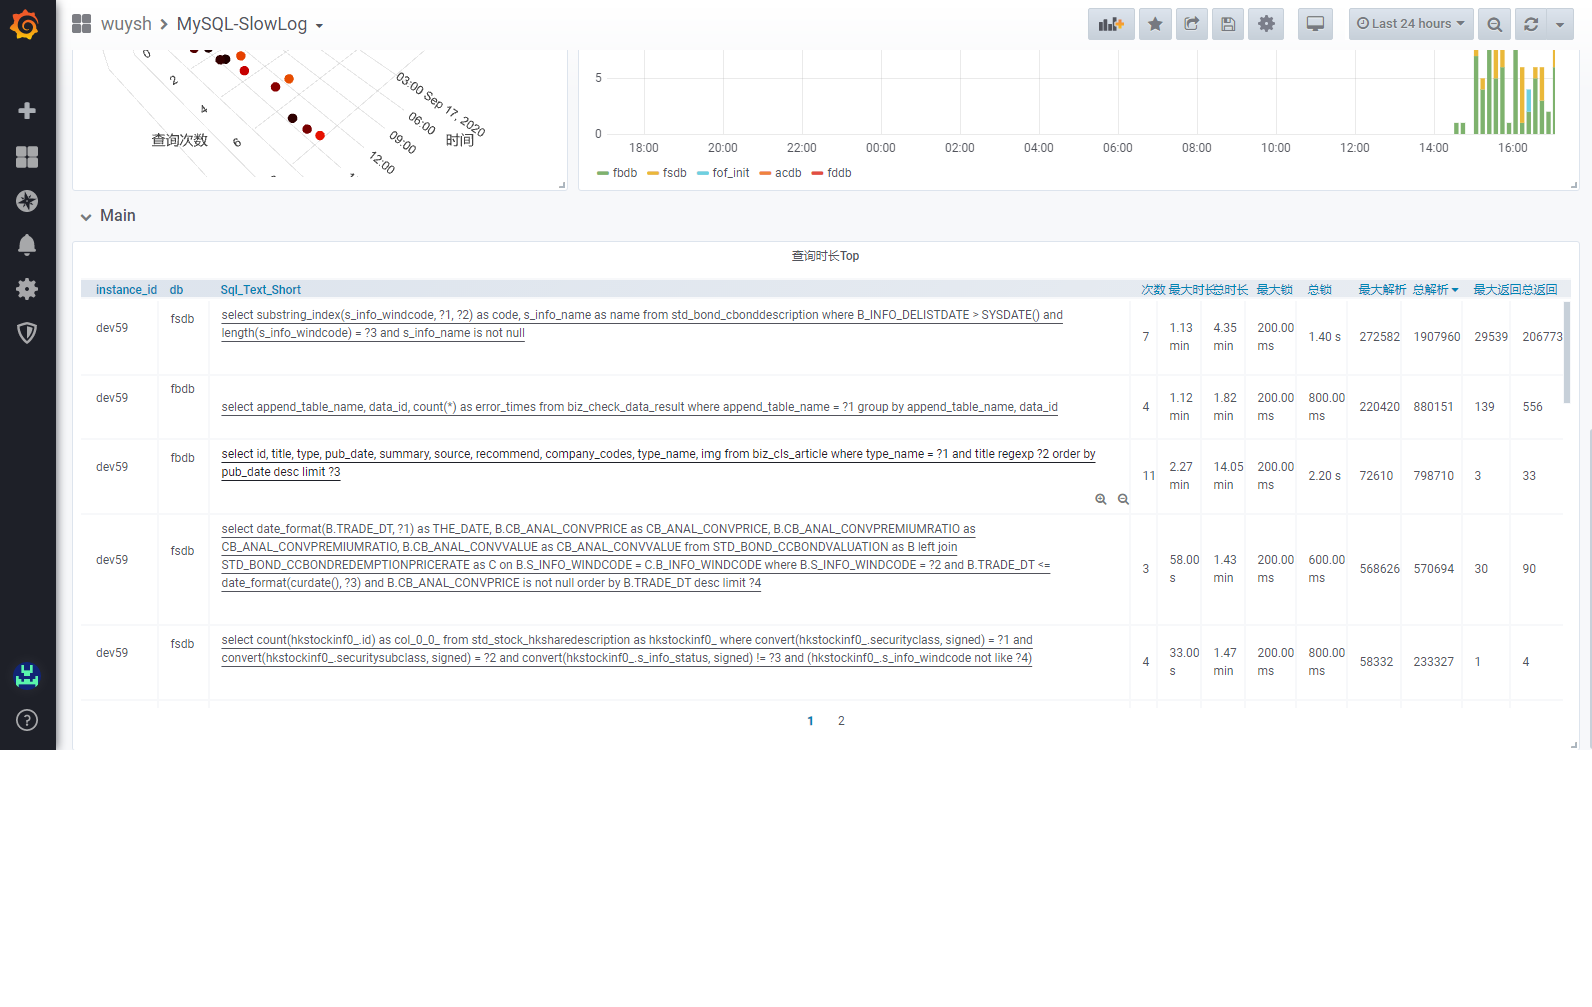 wuysh > MySQL-SlowLog
Last 24 hours
0
2
4
6
查询次数
03:00 Sep 17, 2020
06:00
09:00
12:00
时间
5
0
18:00 20:00 22:00 00:00 02:00 04:00 06:00 08:00 10:00 12:00 14:00 16:00
fbdb fsdb fof_init acdb fddb
Main
查询时长Top
instance_id db Sql_Text_Short 次数 最大时长 总时长 最大锁 总锁 最大解析 总解析 最大返回 总返回
dev59 fsdb
select substring_index(s_info_windcode, ?1, ?2) as code, s_info_name as name from std_bond_cbonddescription where B_INFO_DELISTDATE > SYSDATE() and
length(s_info_windcode) = ?3 and s_info_name is not null
7 1.13 min 4.35 min 200.00 ms 1.40 s 272582 1907960 29539 206773
dev59 fbdb
select append_table_name, data_id, count(*) as error_times from biz_check_data_result where append_table_name = ?1 group by append_table_name, data_id
4 1.12 min 1.82 min 200.00 ms 800.00 ms 220420 880151 139 556
dev59 fbdb
select id, title, type, pub_date, summary, source, recommend, company_codes, type_name, img from biz_cls_article where type_name = ?1 and title regexp ?2 order by
pub_date desc limit ?3
11 2.27 min 14.05 min 200.00 ms 2.20 s 72610 798710 3 33
dev59 fsdb
select date_format(B.TRADE_DT, ?1) as THE_DATE, B.CB_ANAL_CONVPRICE as CB_ANAL_CONVPRICE, B.CB_ANAL_CONVPREMIUMRATIO as
CB_ANAL_CONVPREMIUMRATIO, B.CB_ANAL_CONVVALUE as CB_ANAL_CONVVALUE from STD_BOND_CCBONDVALUATION as B left join
STD_BOND_CCBONDREDEMPTIONPRICERATE as C on B.S_INFO_WINDCODE = C.B_INFO_WINDCODE where B.S_INFO_WINDCODE = ?2 and B.TRADE_DT <=
date_format(curdate(), ?3) and B.CB_ANAL_CONVPRICE is not null order by B.TRADE_DT desc limit ?4
3 58.00 s 1.43 min 200.00 ms 600.00 ms 568626 570694 30 90
dev59 fsdb
select count(hkstockinf0_.id) as col_0_0_ from std_stock_hksharedescription as hkstockinf0_ where convert(hkstockinf0_.securityclass, signed) = ?1 and
convert(hkstockinf0_.securitysubclass, signed) = ?2 and convert(hkstockinf0_.s_info_status, signed) != ?3 and (hkstockinf0_.s_info_windcode not like ?4)
4 33.00 s 1.47 min 200.00 ms 800.00 ms 58332 233327 1 4
1 2